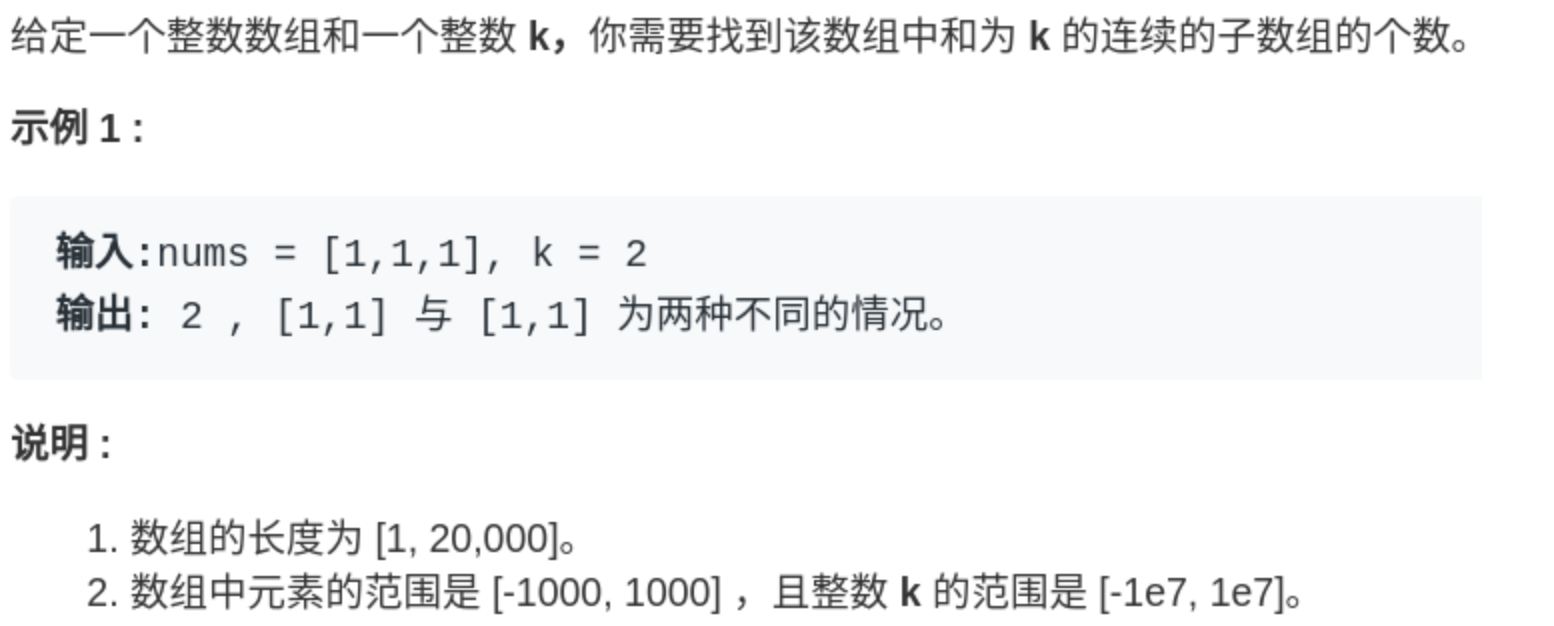 给定一个整数数组和一个整数 k，你需要找到该数组中和为 k 的连续的子数组的个数。
示例 1 :
输入:nums = [1,1,1], k = 2
输出: 2 , [1,1] 与 [1,1] 为两种不同的情况。
说明 :
1. 数组的长度为 [1, 20,000]。
2. 数组中元素的范围是 [-1000, 1000] ，且整数 k 的范围是 [-1e7, 1e7]。